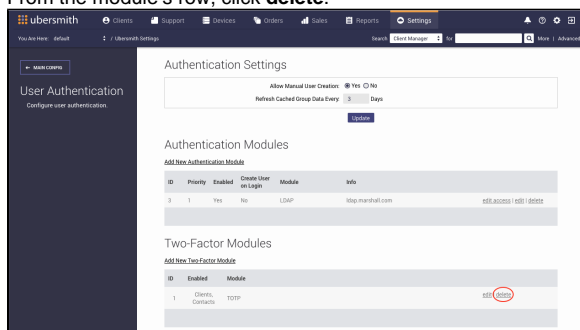 From the module's row, click delete.
ubersmith Clients Support Devices Orders Sales Reports Settings
You Are Here: default / Ubersmith Settings Search Client Manager for More | Advanced
← MAIN CONFIG
User Authentication
Configure user authentication.
Authentication Settings
Allow Manual User Creation: Yes No
Refresh Cached Group Data Every: 3 Days
Update
Authentication Modules
Add New Authentication Module
ID Priority Enabled Create User on Login Module Info
3 1 Yes No LDAP ldap.marshall.com edit access | edit | delete
Two-Factor Modules
Add New Two-Factor Module
ID Enabled Module
1 Clients, Contacts TOTP edit | delete